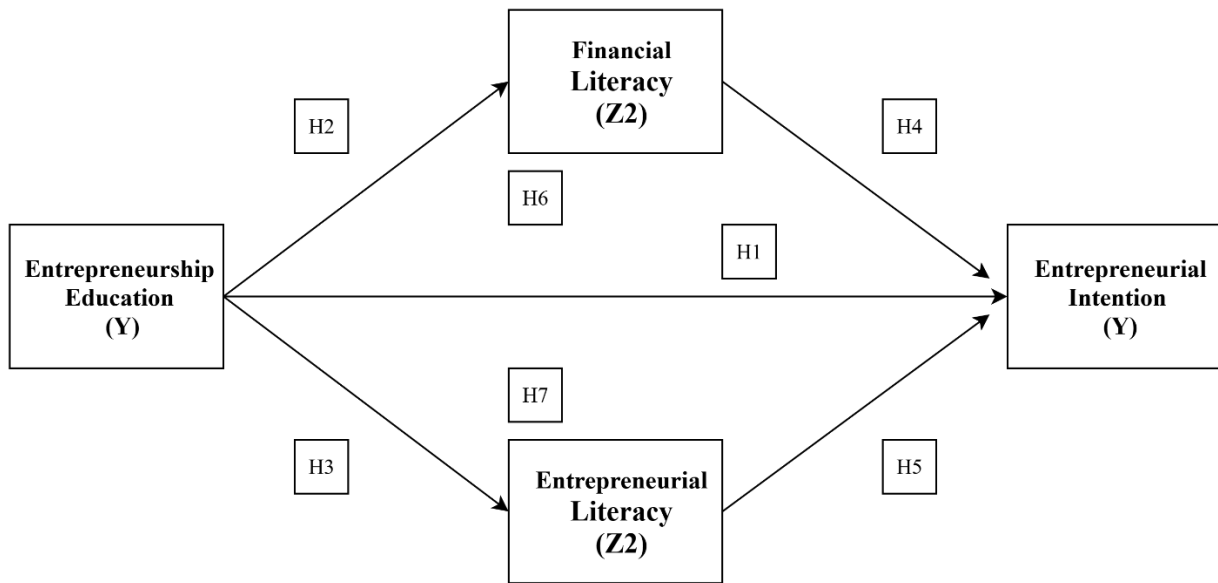 Financial
Literacy
(Z2)
H2
H4
H6
H1
Entrepreneurship
Education
(Y)
Entrepreneurial
Intention
(Y)
H7
H3
Entrepreneurial
Literacy
(Z2)
H5